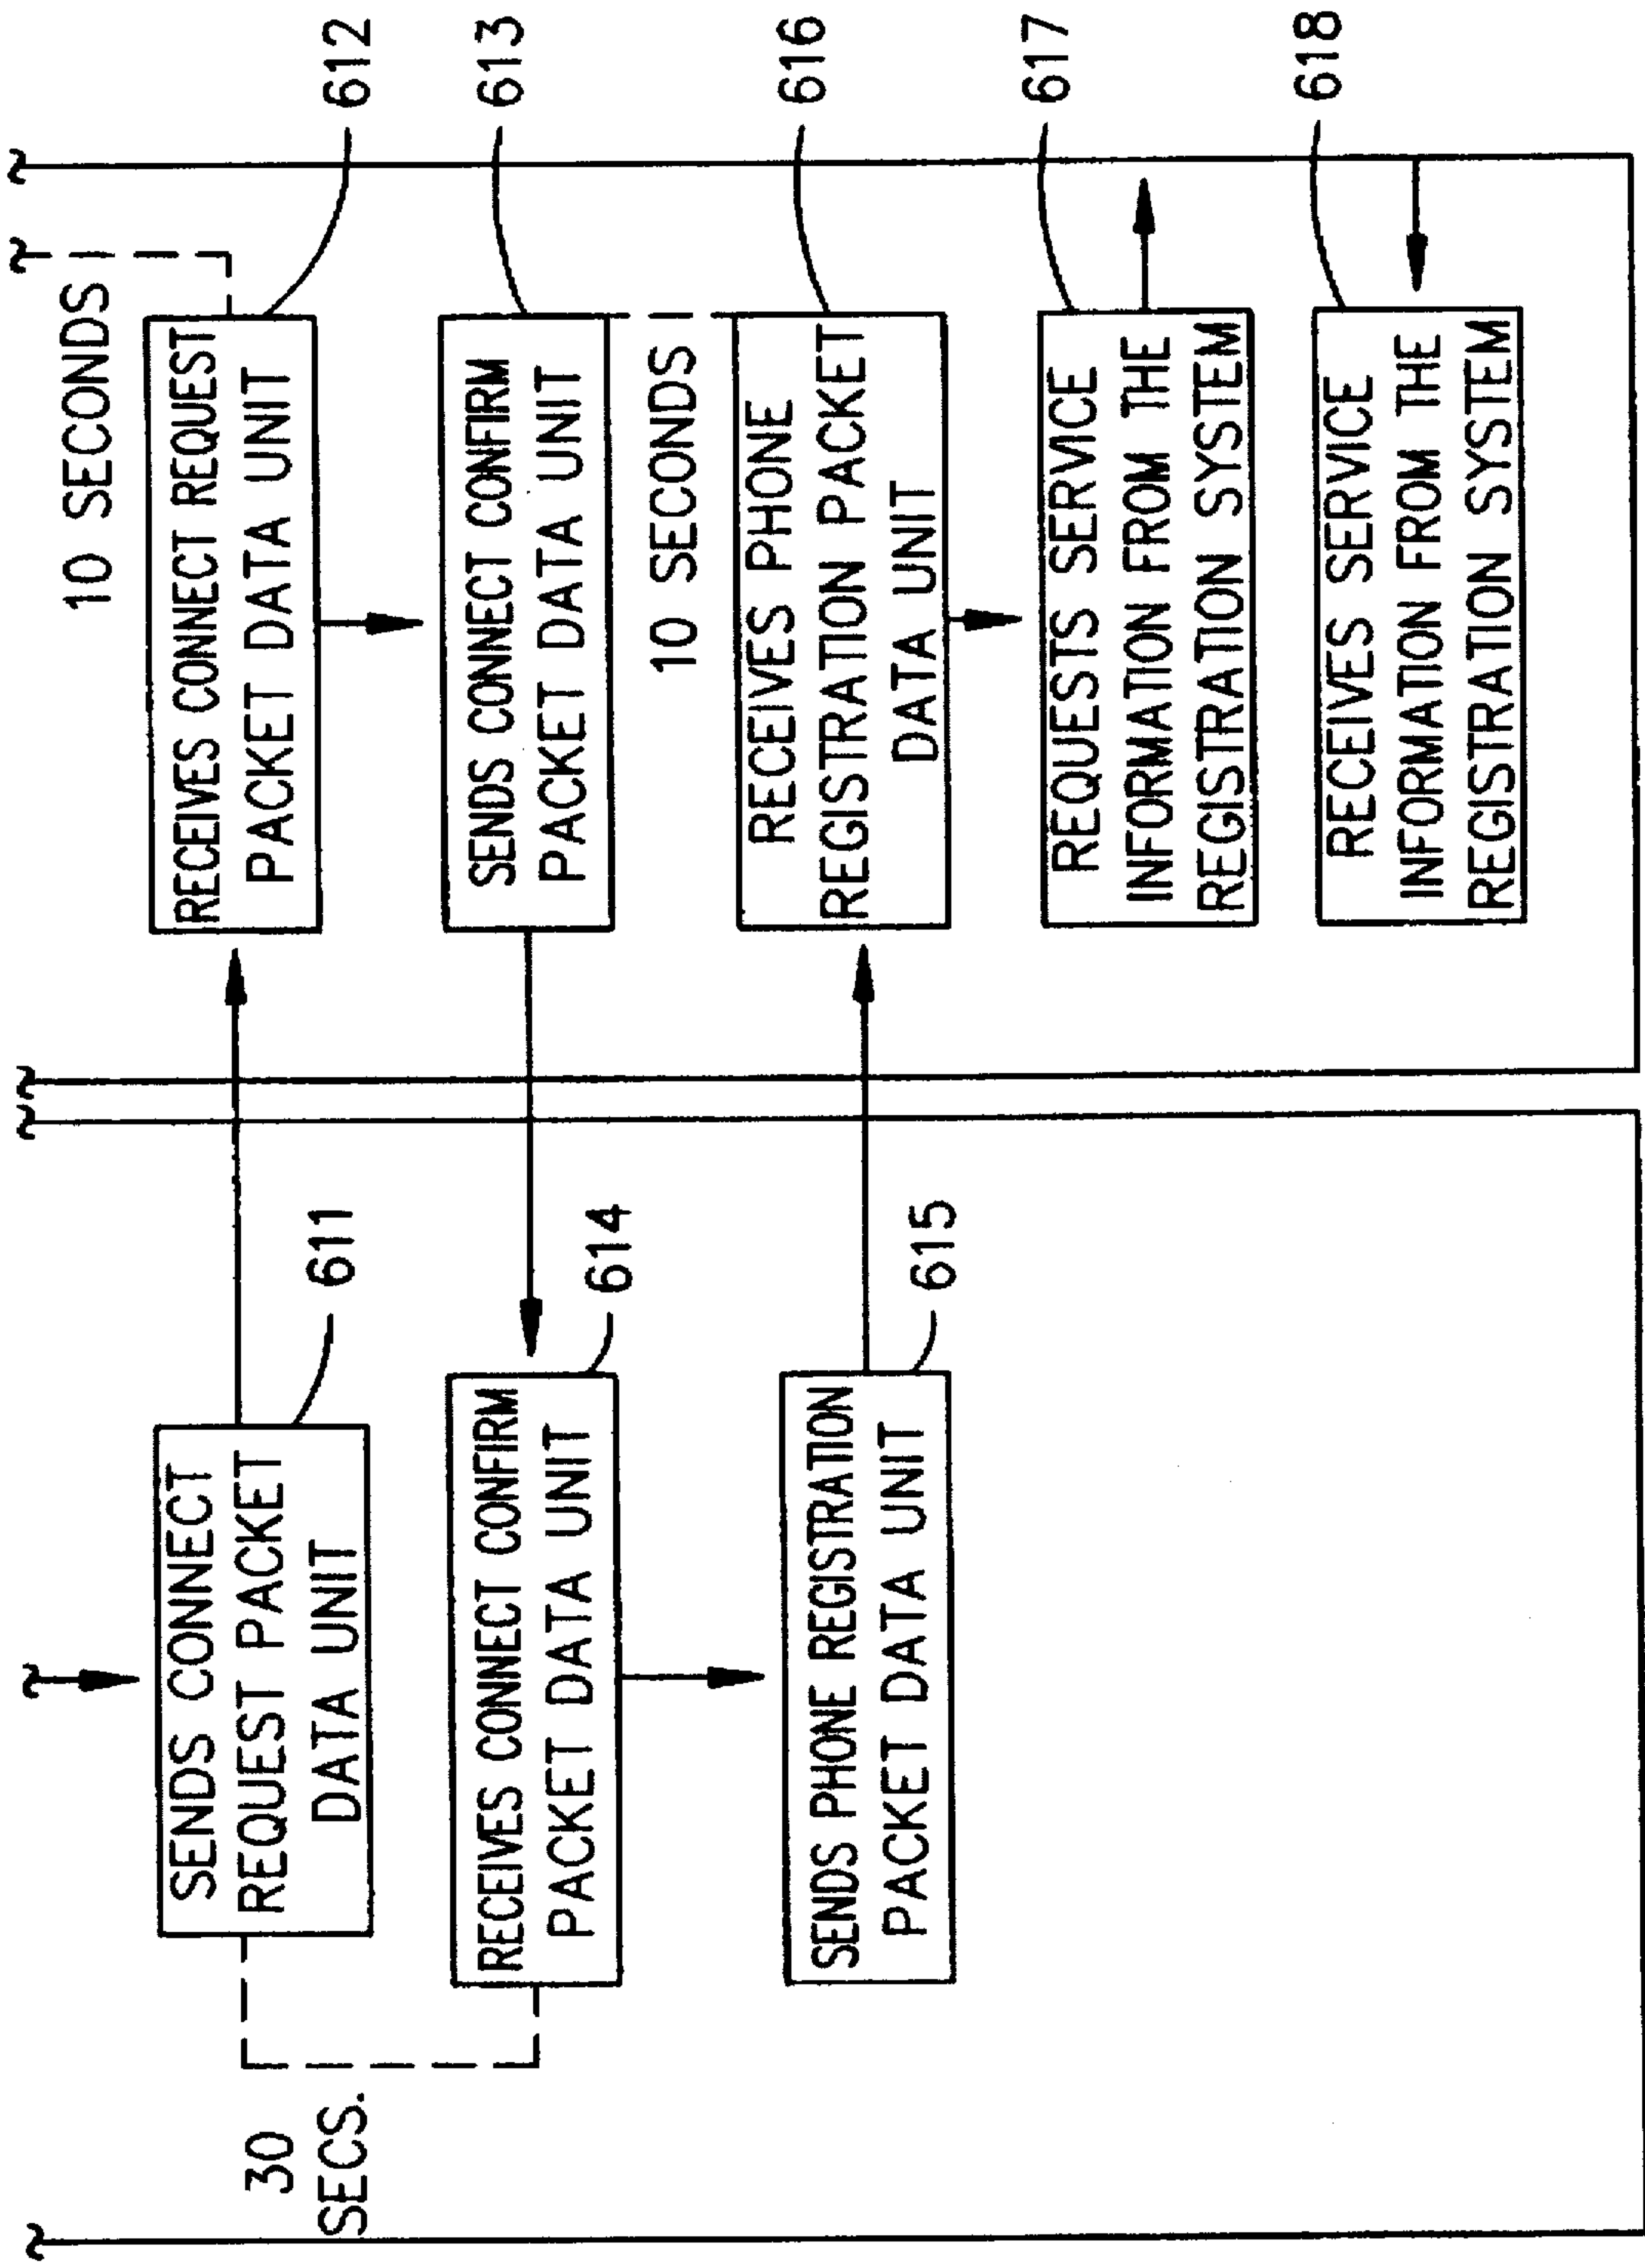 30
SECS.
SENDS CONNECT
REQUEST PACKET
DATA UNIT
611
RECEIVES CONNECT CONFIRM
PACKET DATA UNIT
614
SENDS PHONE REGISTRATION
PACKET DATA UNIT
615
10 SECONDS
RECEIVES CONNECT REQUEST
PACKET DATA UNIT
612
SENDS CONNECT CONFIRM
PACKET DATA UNIT
613
10 SECONDS
RECEIVES PHONE
REGISTRATION PACKET
DATA UNIT
616
REQUESTS SERVICE
INFORMATION FROM THE
REGISTRATION SYSTEM
617
RECEIVES SERVICE
INFORMATION FROM THE
REGISTRATION SYSTEM
618